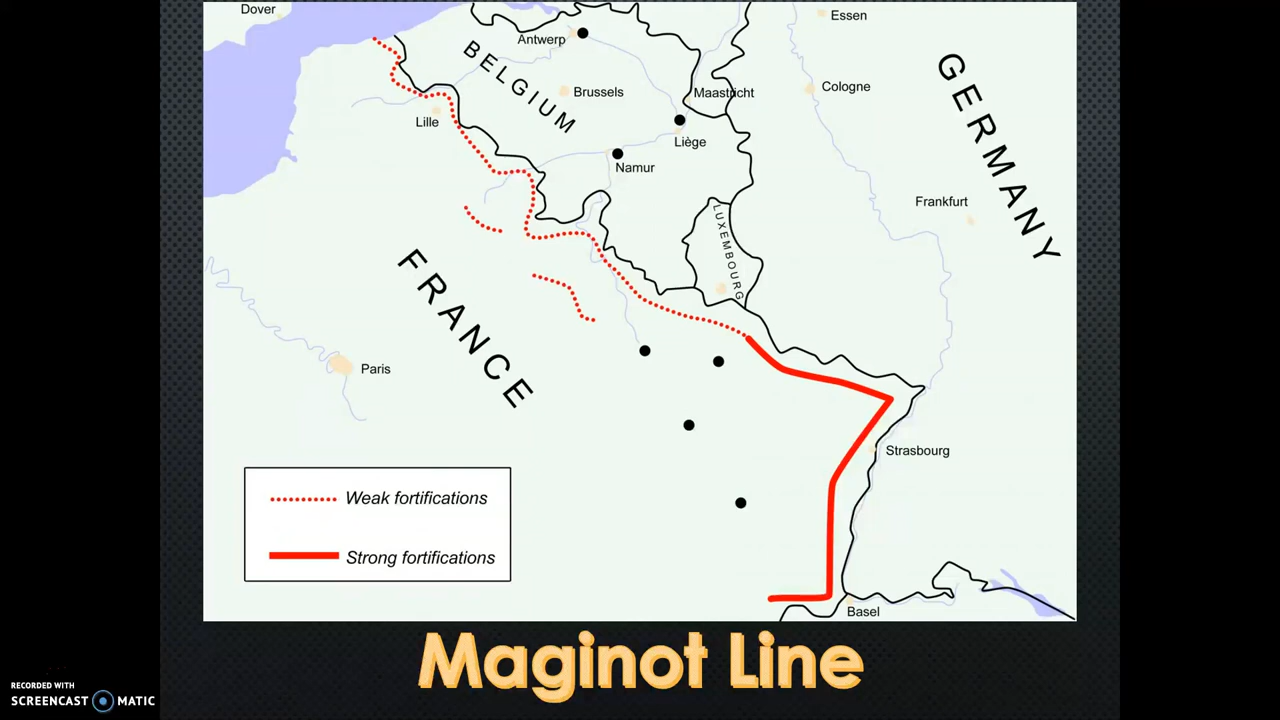 Dover
Essen
Antwerp
BELGIUM
GERMANY
Cologne
Brussels
Maastricht
Lille
Liège
Namur
Frankfurt
LUXEMBOURG
FRANCE
Paris
Strasbourg
Weak fortifications
Strong fortifications
Basel
Maginot Line
RECORDED WITH
SCREENCAST MATIC